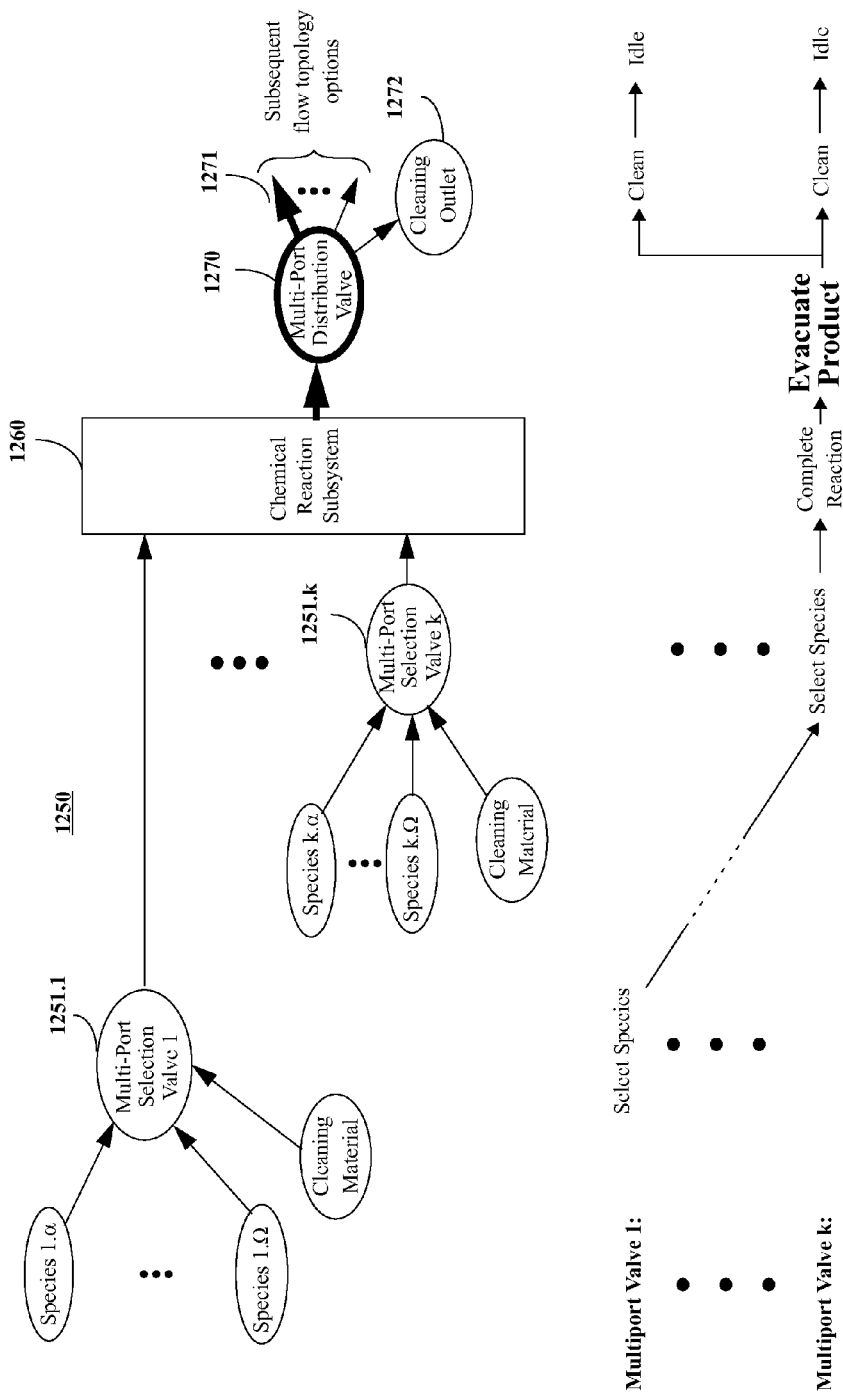 1250
1251.1
Species 1.α
Species 1.Ω
Cleaning
Material
Multi-Port
Selection
Valve 1
1251.k
Species k.α
Species k.Ω
Cleaning
Material
Multi-Port
Selection
Valve k
1260
Chemical
Reaction
Subsystem
1270
Multi-Port
Distribution
Valve
1271
Subsequent
flow topology
options
1272
Cleaning
Outlet
Multiport Valve 1:
Select Species
Clean
Idle
Multiport Valve k:
Select Species
Complete
Reaction
Evacuate
Product
Clean
Idle